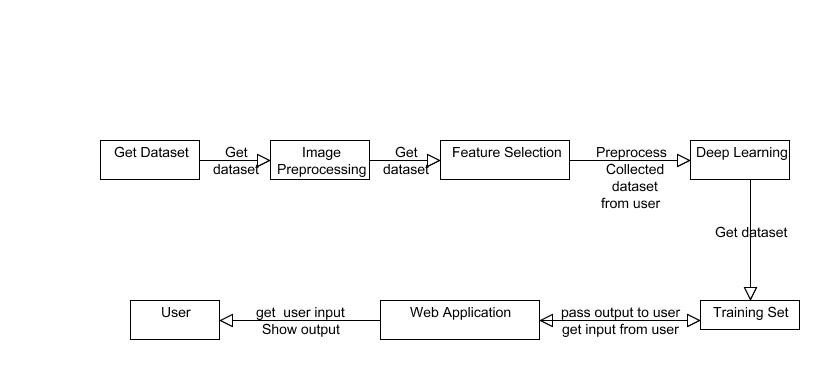 Get Dataset
Get
dataset
Image
Preprocessing
Get
dataset
Feature Selection
Preprocess
Collected
dataset
from user
Deep Learning
Get dataset
User
get  user input
Show output
Web Application
pass output to user
get input from user
Training Set